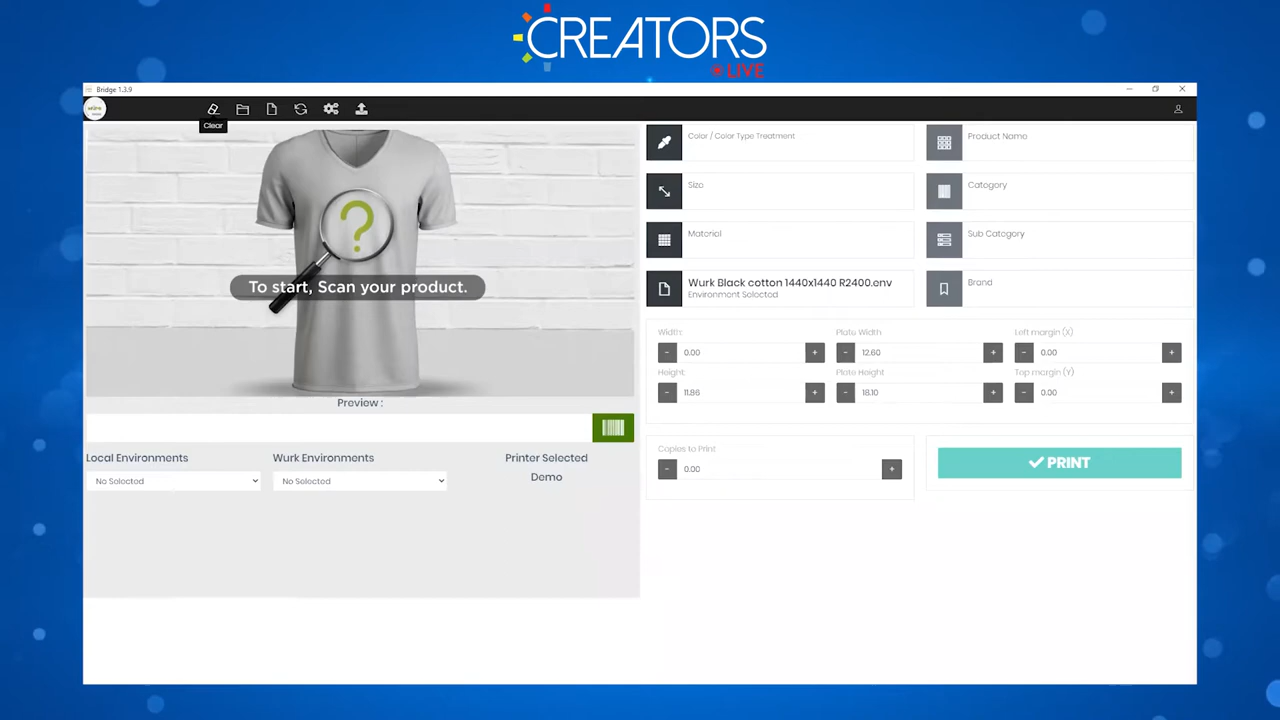 CREATORS
LIVE
Bridge 1.3.9
Clear
?
To start, Scan your product.
Preview :
Local Environments
No Selected
Wurk Environments
No Selected
Printer Selected
Demo
Color / Color Type Treatment
Size
Material
Wurk Black cotton 1440x1440 R2400.env
Environment Selected
Product Name
Category
Sub Category
Brand
Width:
- 0.00 +
Plate Width
- 12.60 +
Left margin (X)
- 0.00 +
Height:
- 11.86 +
Plate Height
- 18.10 +
Top margin (Y)
- 0.00 +
Copies to Print
- 0.00 +
PRINT